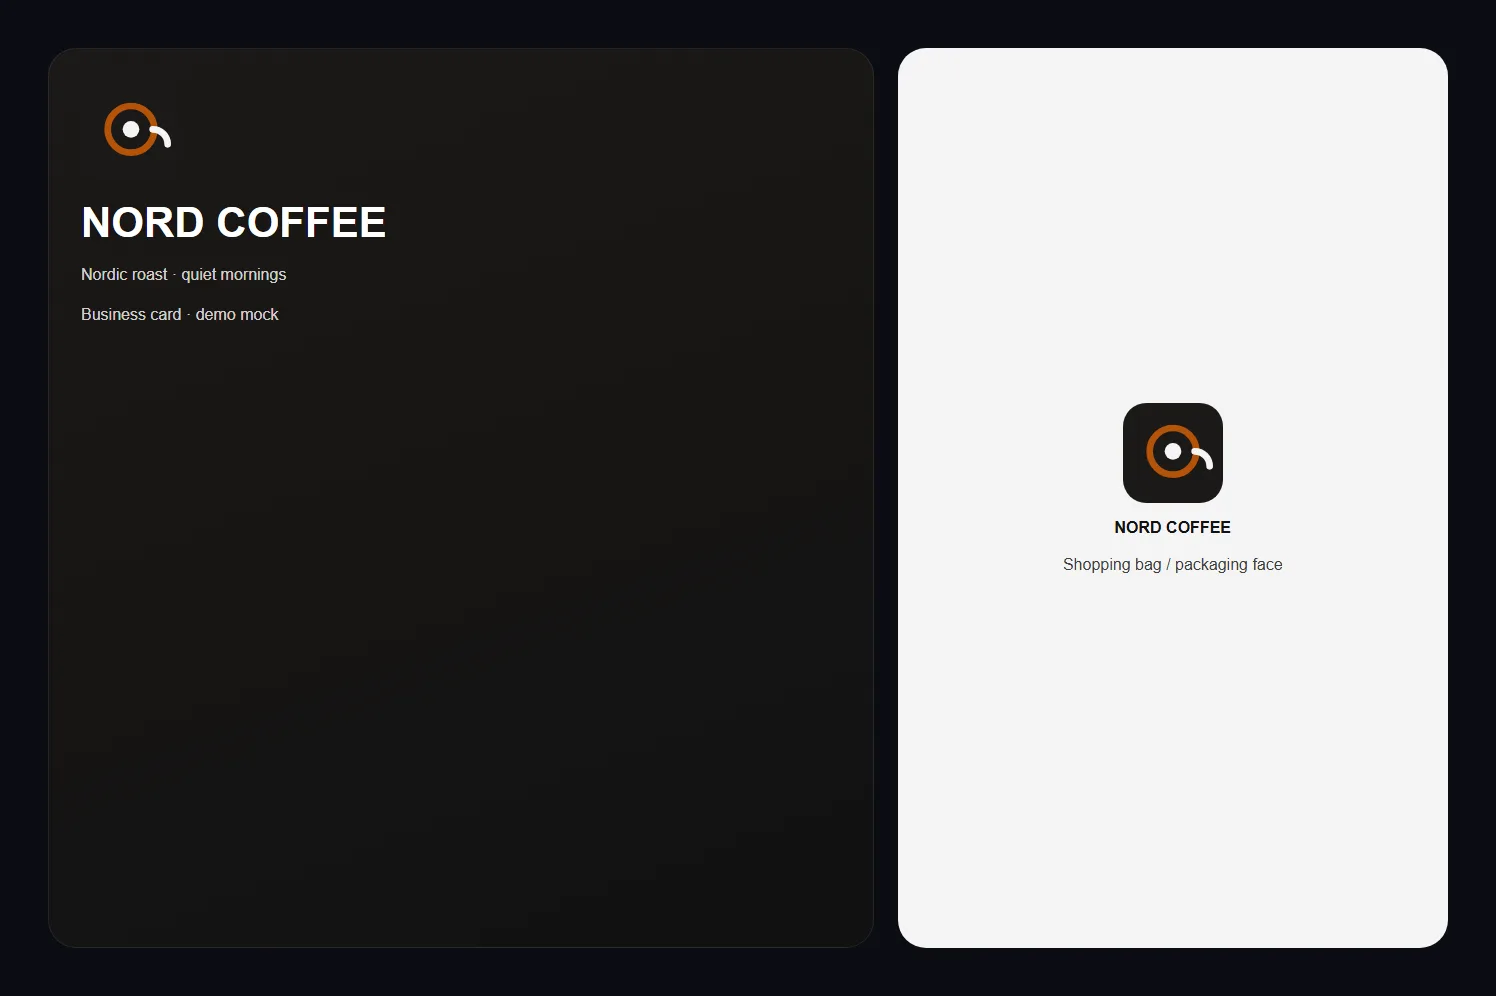 NORD COFFEE
Nordic roast · quiet mornings
Business card · demo mock
NORD COFFEE
Shopping bag / packaging face